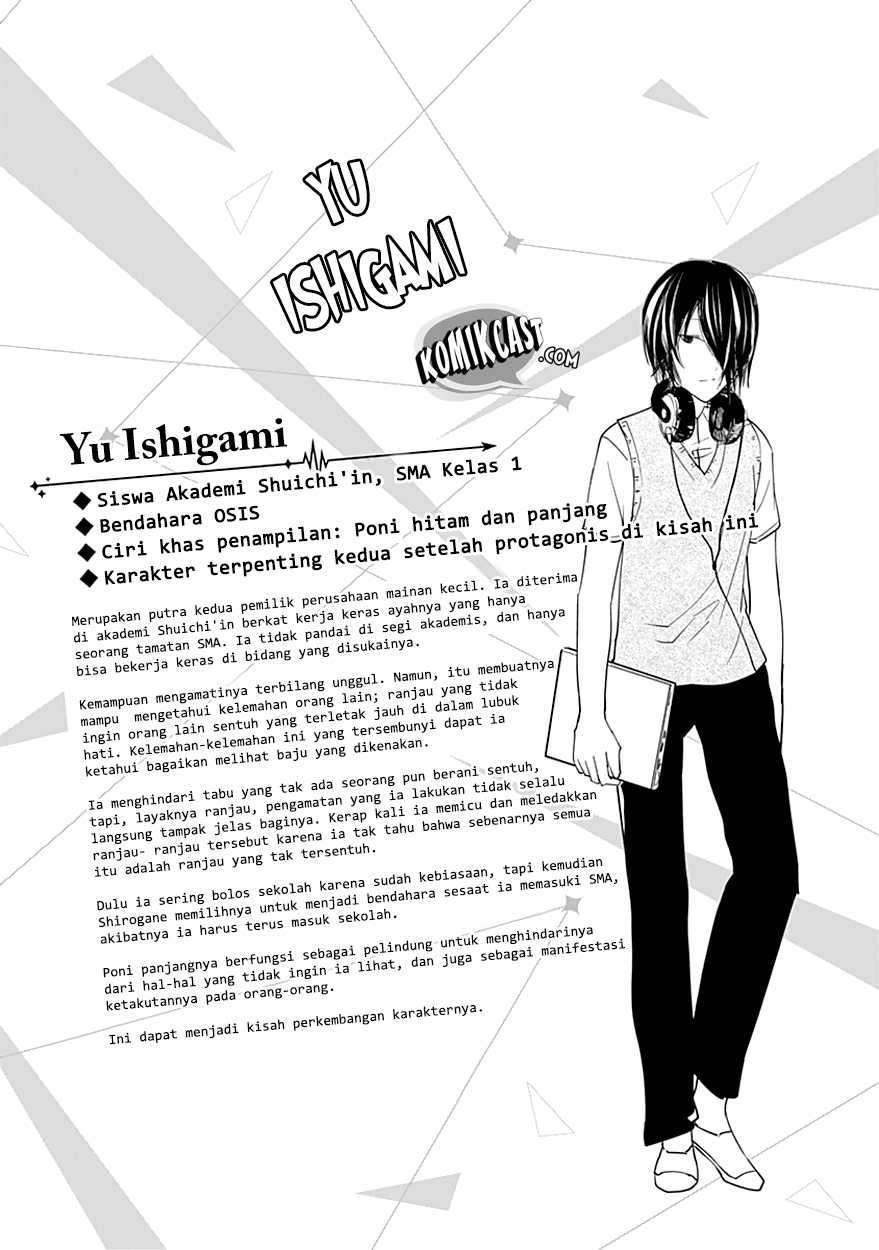 YU
ISHIGAMI
KOMIKCAST
.COM
Yu Ishigami
◆Siswa Akademi Shuichi'in, SMA Kelas 1
◆Bendahara OSIS
◆Ciri khas penampilan: Poni hitam dan panjang
◆Karakter terpenting kedua setelah protagonis di kisah ini
Merupakan putra kedua pemilik perusahaan mainan kecil. Ia diterima
di akademi Shuichi'in berkat kerja keras ayahnya yang hanya
seorang tamatan SMA. Ia tidak pandai di segi akademis, dan hanya
bisa bekerja keras di bidang yang disukainya.
Kemampuan mengamatinya terbilang unggul. Namun, itu membuatnya
mampu mengetahui kelemahan orang lain; ranjau yang tidak
ingin orang lain sentuh yang terletak jauh di dalam lubuk
hati. Kelemahan-kelemahan ini yang tersembunyi dapat ia
ketahui bagaikan melihat baju yang dikenakan.
Ia menghindari tabu yang tak ada seorang pun berani sentuh,
tapi, layaknya ranjau, pengamatan yang ia lakukan tidak selalu
langsung tampak jelas baginya. Kerap kali ia memicu dan meledakkan
ranjau- ranjau tersebut karena ia tak tahu bahwa sebenarnya semua
itu adalah ranjau yang tak tersentuh.
Dulu ia sering bolos sekolah karena sudah kebiasaan, tapi kemudian
Shirogane memilihnya untuk menjadi bendahara sesaat ia memasuki SMA,
akibatnya ia harus terus masuk sekolah.
Poni panjangnya berfungsi sebagai pelindung untuk menghindarinya
dari hal-hal yang tidak ingin ia lihat, dan juga sebagai manifestasi
ketakutannya pada orang-orang.
Ini dapat menjadi kisah perkembangan karakternya.